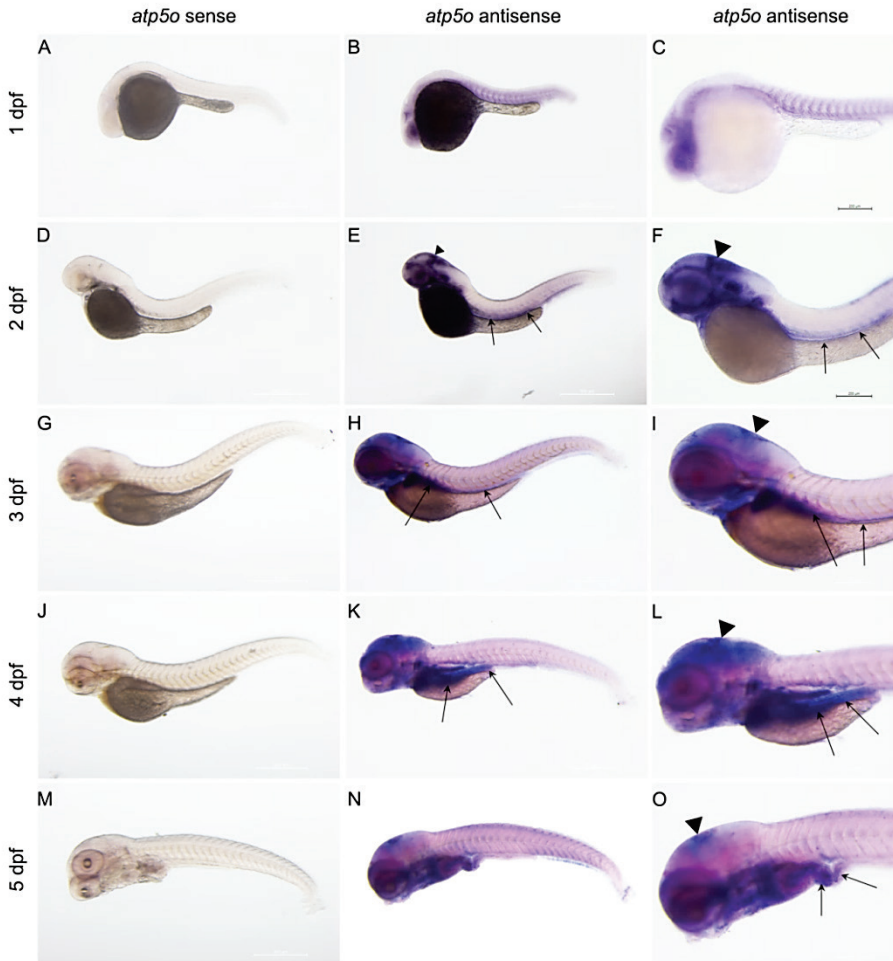 atp5o sense atp5o antisense atp5o antisense
1 dpf
A B C
2 dpf
D E F
3 dpf
G H I
4 dpf
J K L
5 dpf
M N O